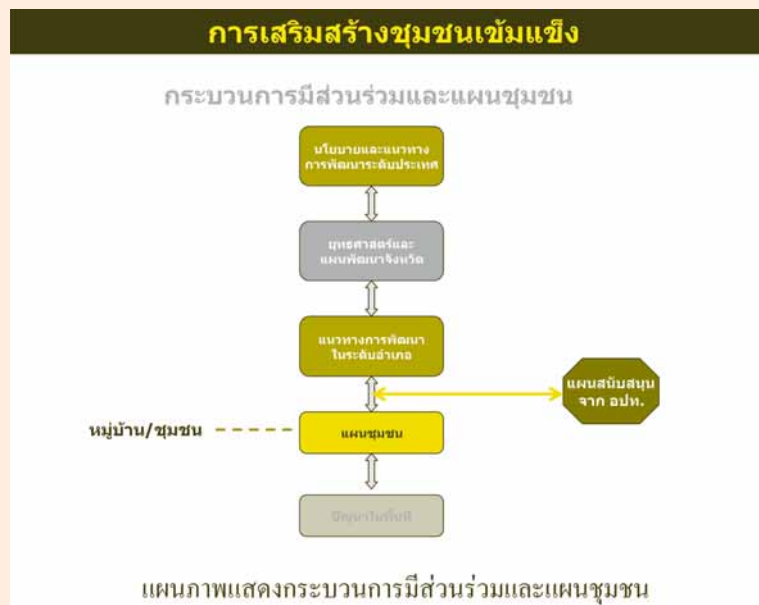 การเสริมสร้างชุมชนเข้มแข็ง
กระบวนการมีส่วนร่วมและแผนชุมชน
นโยบายและแนวทาง
การพัฒนาระดับประเทศ
ยุทธศาสตร์และ
แผนพัฒนาจังหวัด
แนวทางการพัฒนา
ในระดับอำเภอ
แผนสนับสนุน
จาก อปท.
หมู่บ้าน/ชุมชน
แผนชุมชน
ปัญหาในพื้นที่
แผนภาพแสดงกระบวนการมีส่วนร่วมและแผนชุมชน